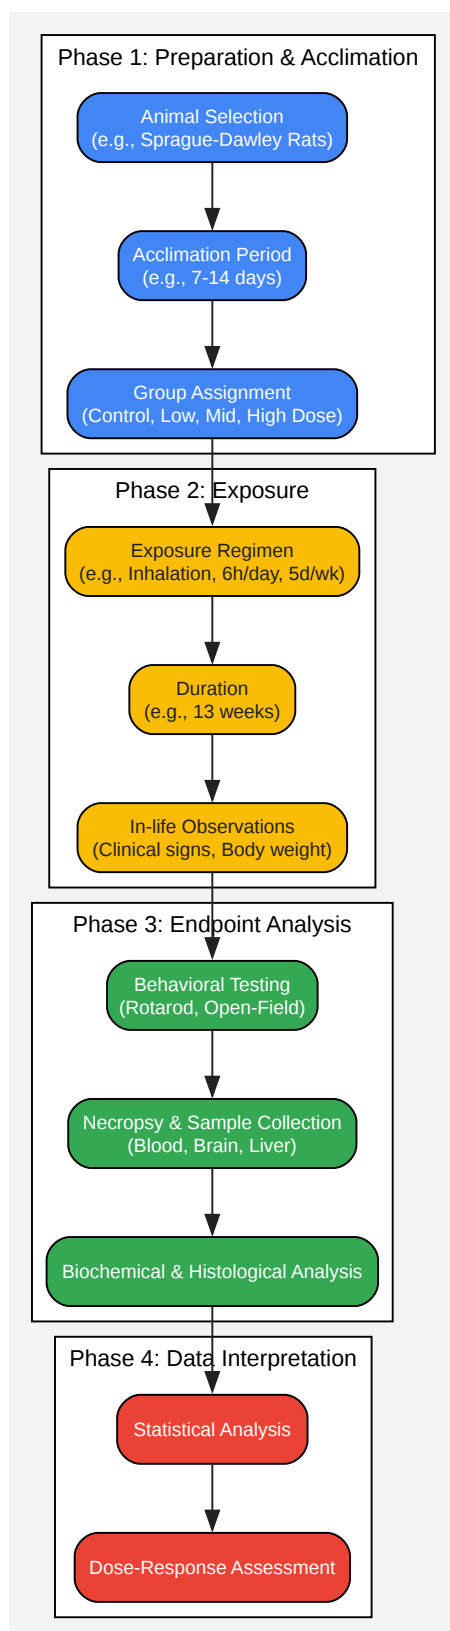 Phase 1: Preparation & Acclimation
Animal Selection
(e.g., Sprague-Dawley Rats)
Acclimation Period
(e.g., 7-14 days)
Group Assignment
(Control, Low, Mid, High Dose)
Phase 2: Exposure
Exposure Regimen
(e.g., Inhalation, 6h/day, 5d/wk)
Duration
(e.g., 13 weeks)
In-life Observations
(Clinical signs, Body weight)
Phase 3: Endpoint Analysis
Behavioral Testing
(Rotarod, Open-Field)
Necropsy & Sample Collection
(Blood, Brain, Liver)
Biochemical & Histological Analysis
Phase 4: Data Interpretation
Statistical Analysis
Dose-Response Assessment